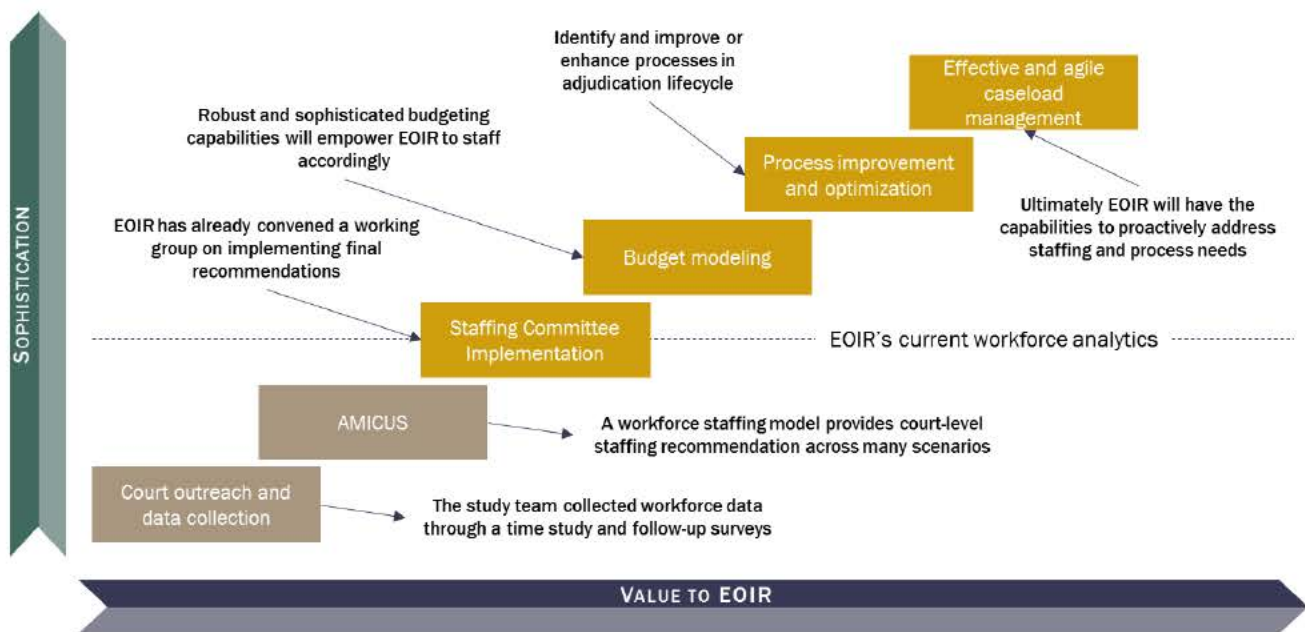 Identify and improve or
enhance processes in
adjudication lifecycle
Effective and agile
caseload
management
Robust and sophisticated budgeting
capabilities will empower EOIR to staff
accordingly
Process improvement
and optimization
Ultimately EOIR will have the
capabilities to proactively address
staffing and process needs
EOIR has already convened a working
group on implementing final
recommendations
Budget modeling
Staffing Committee
Implementation
EOIR's current workforce analytics
SOPHISTICATION
AMICUS
A workforce staffing model provides court-level
staffing recommendation across many scenarios
Court outreach and
data collection
The study team collected workforce data
through a time study and follow-up surveys
VALUE TO EOIR